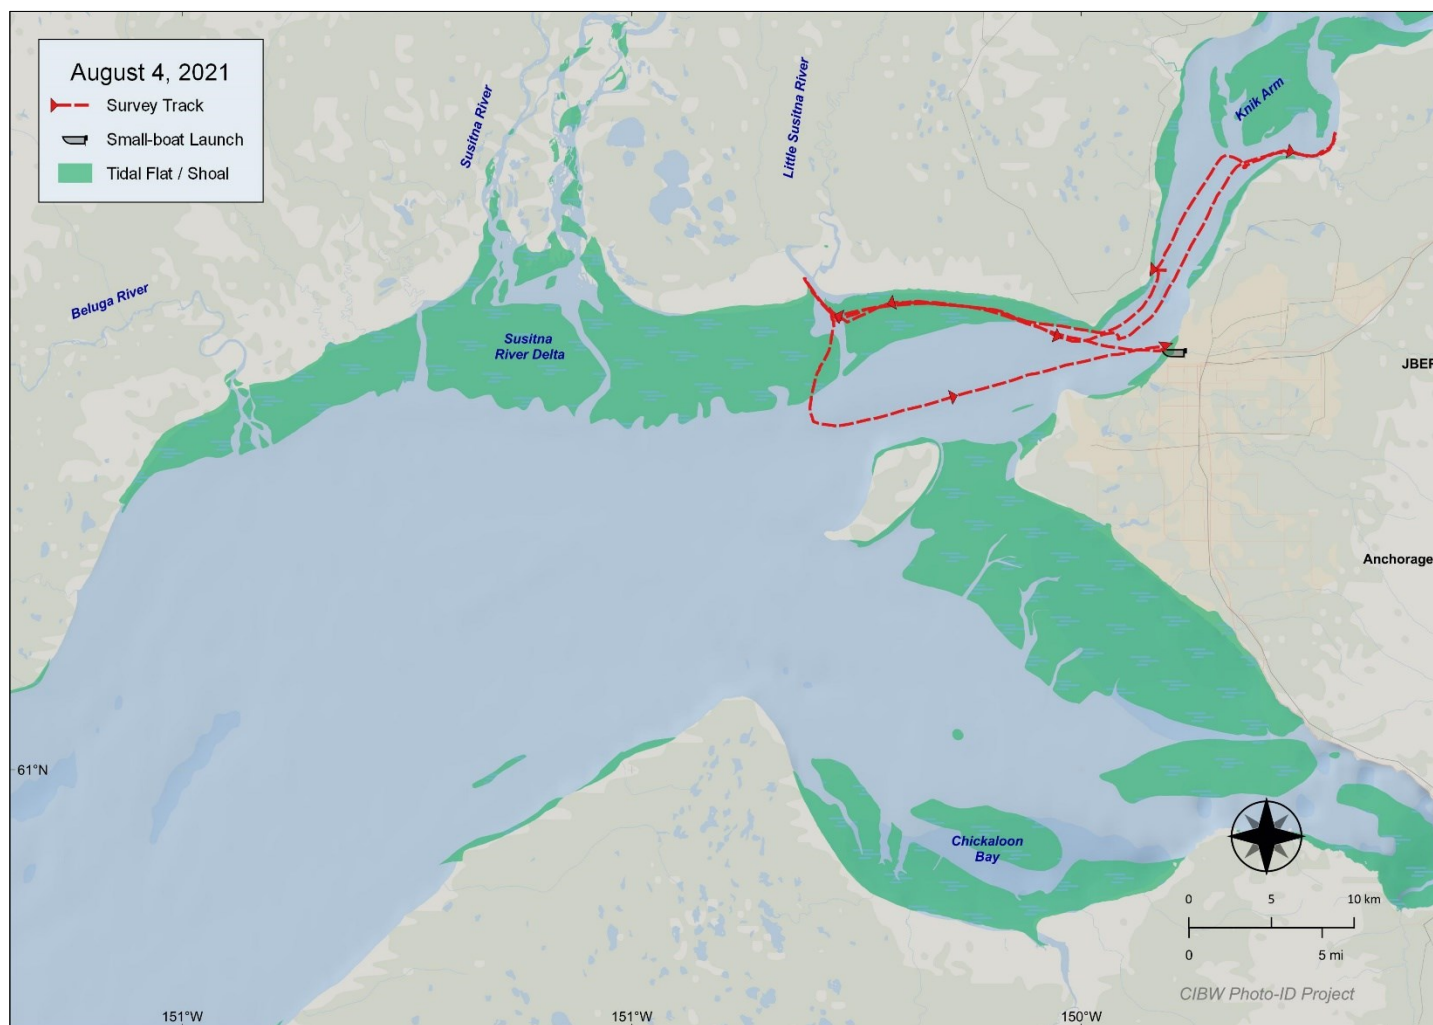 August 4, 2021
Survey Track
Small-boat Launch
Tidal Flat / Shoal
Susitna River
Little Susitna River
Knik Arm
Beluga River
Susitna
River Delta
JBER
Anchorage
61°N
Chickaloon
Bay
0 5 10 km
0 5 mi
CIBW Photo-ID Project
151°W 151°W 150°W